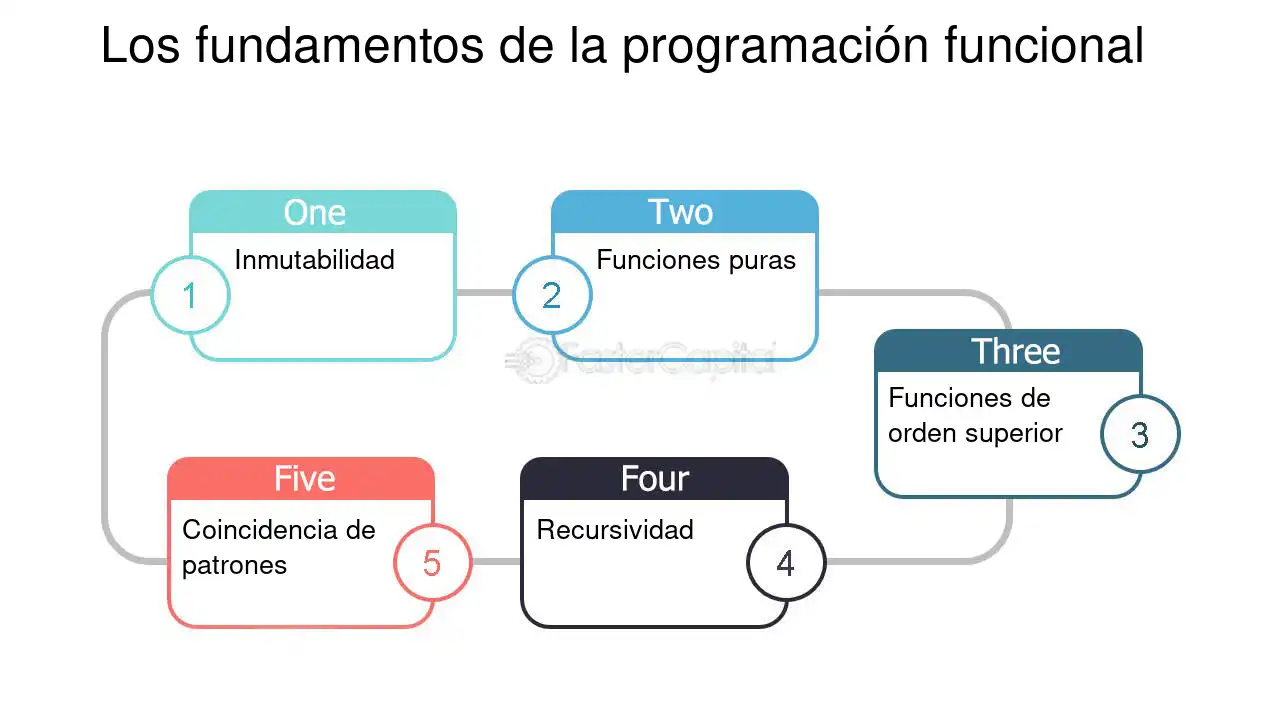 Los fundamentos de la programación funcional
One
Inmutabilidad
1
Two
Funciones puras
2
Three
Funciones de
orden superior
3
Four
Recursividad
4
Five
Coincidencia de
patrones
5
FasterCapital